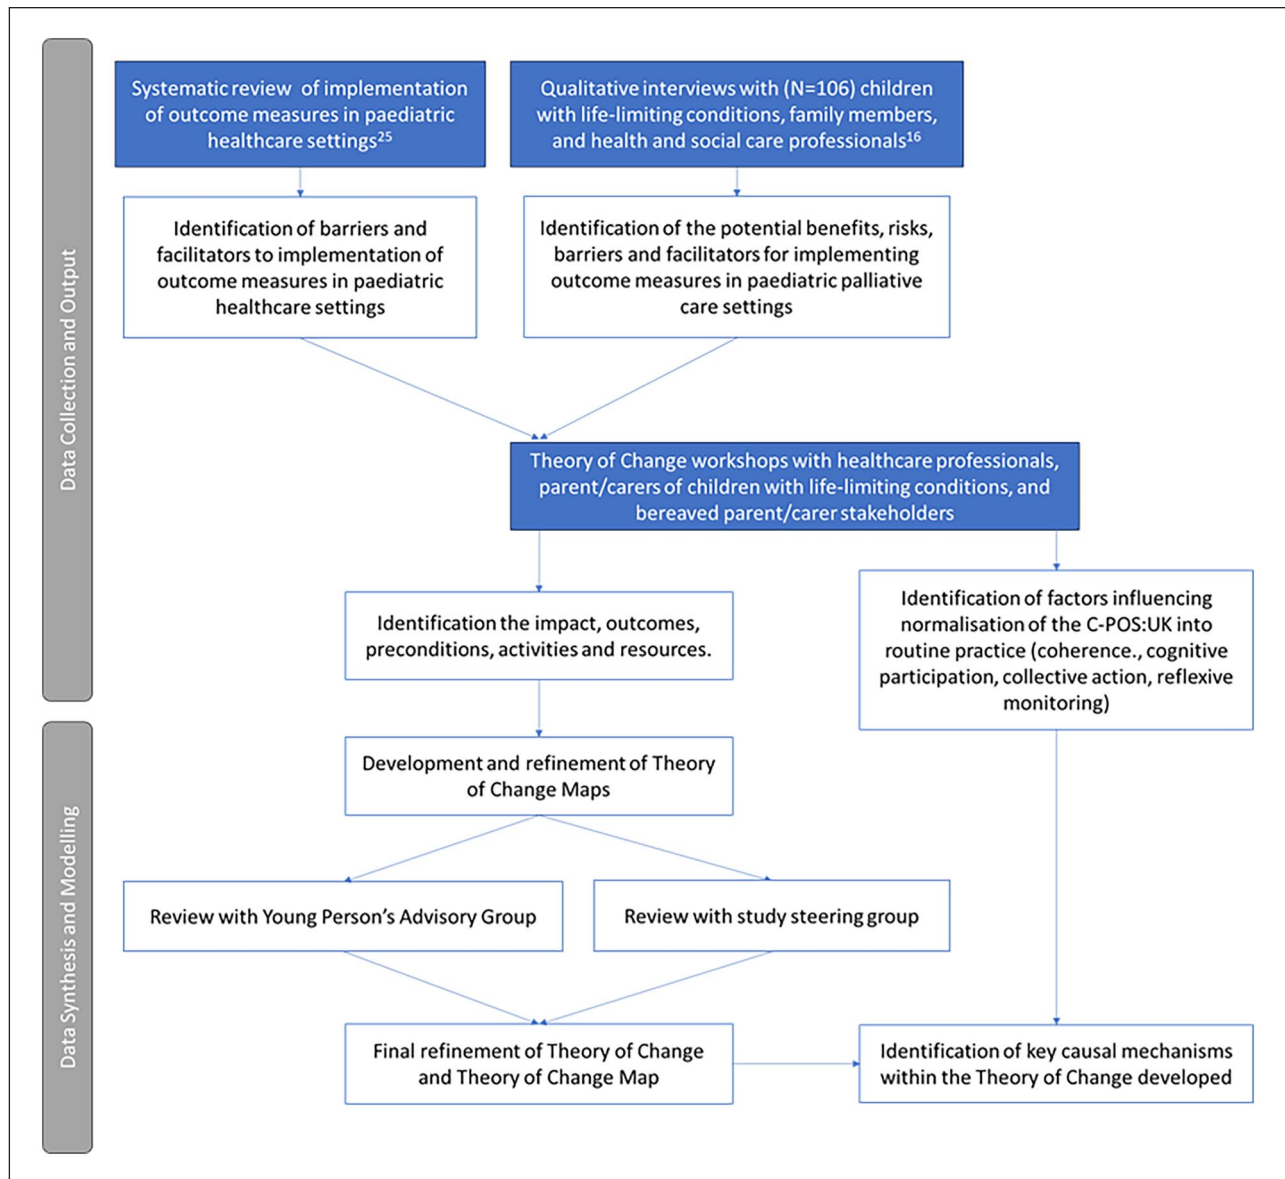 Data Collection and Output
Systematic review of implementation
of outcome measures in paediatric
healthcare settings25
Qualitative interviews with (N=106) children
with life-limiting conditions, family members,
and health and social care professionals16
Identification of barriers and
facilitators to implementation of
outcome measures in paediatric
healthcare settings
Identification of the potential benefits, risks,
barriers and facilitators for implementing
outcome measures in paediatric palliative
care settings
Theory of Change workshops with healthcare professionals,
parent/carers of children with life-limiting conditions, and
bereaved parent/carer stakeholders
Identification the impact, outcomes,
preconditions, activities and resources.
Identification of factors influencing
normalisation of the C-POS:UK into
routine practice (coherence., cognitive
participation, collective action, reflexive
monitoring)
Data Synthesis and Modelling
Development and refinement of Theory
of Change Maps
Review with Young Person's Advisory Group
Review with study steering group
Final refinement of Theory of Change
and Theory of Change Map
Identification of key causal mechanisms
within the Theory of Change developed